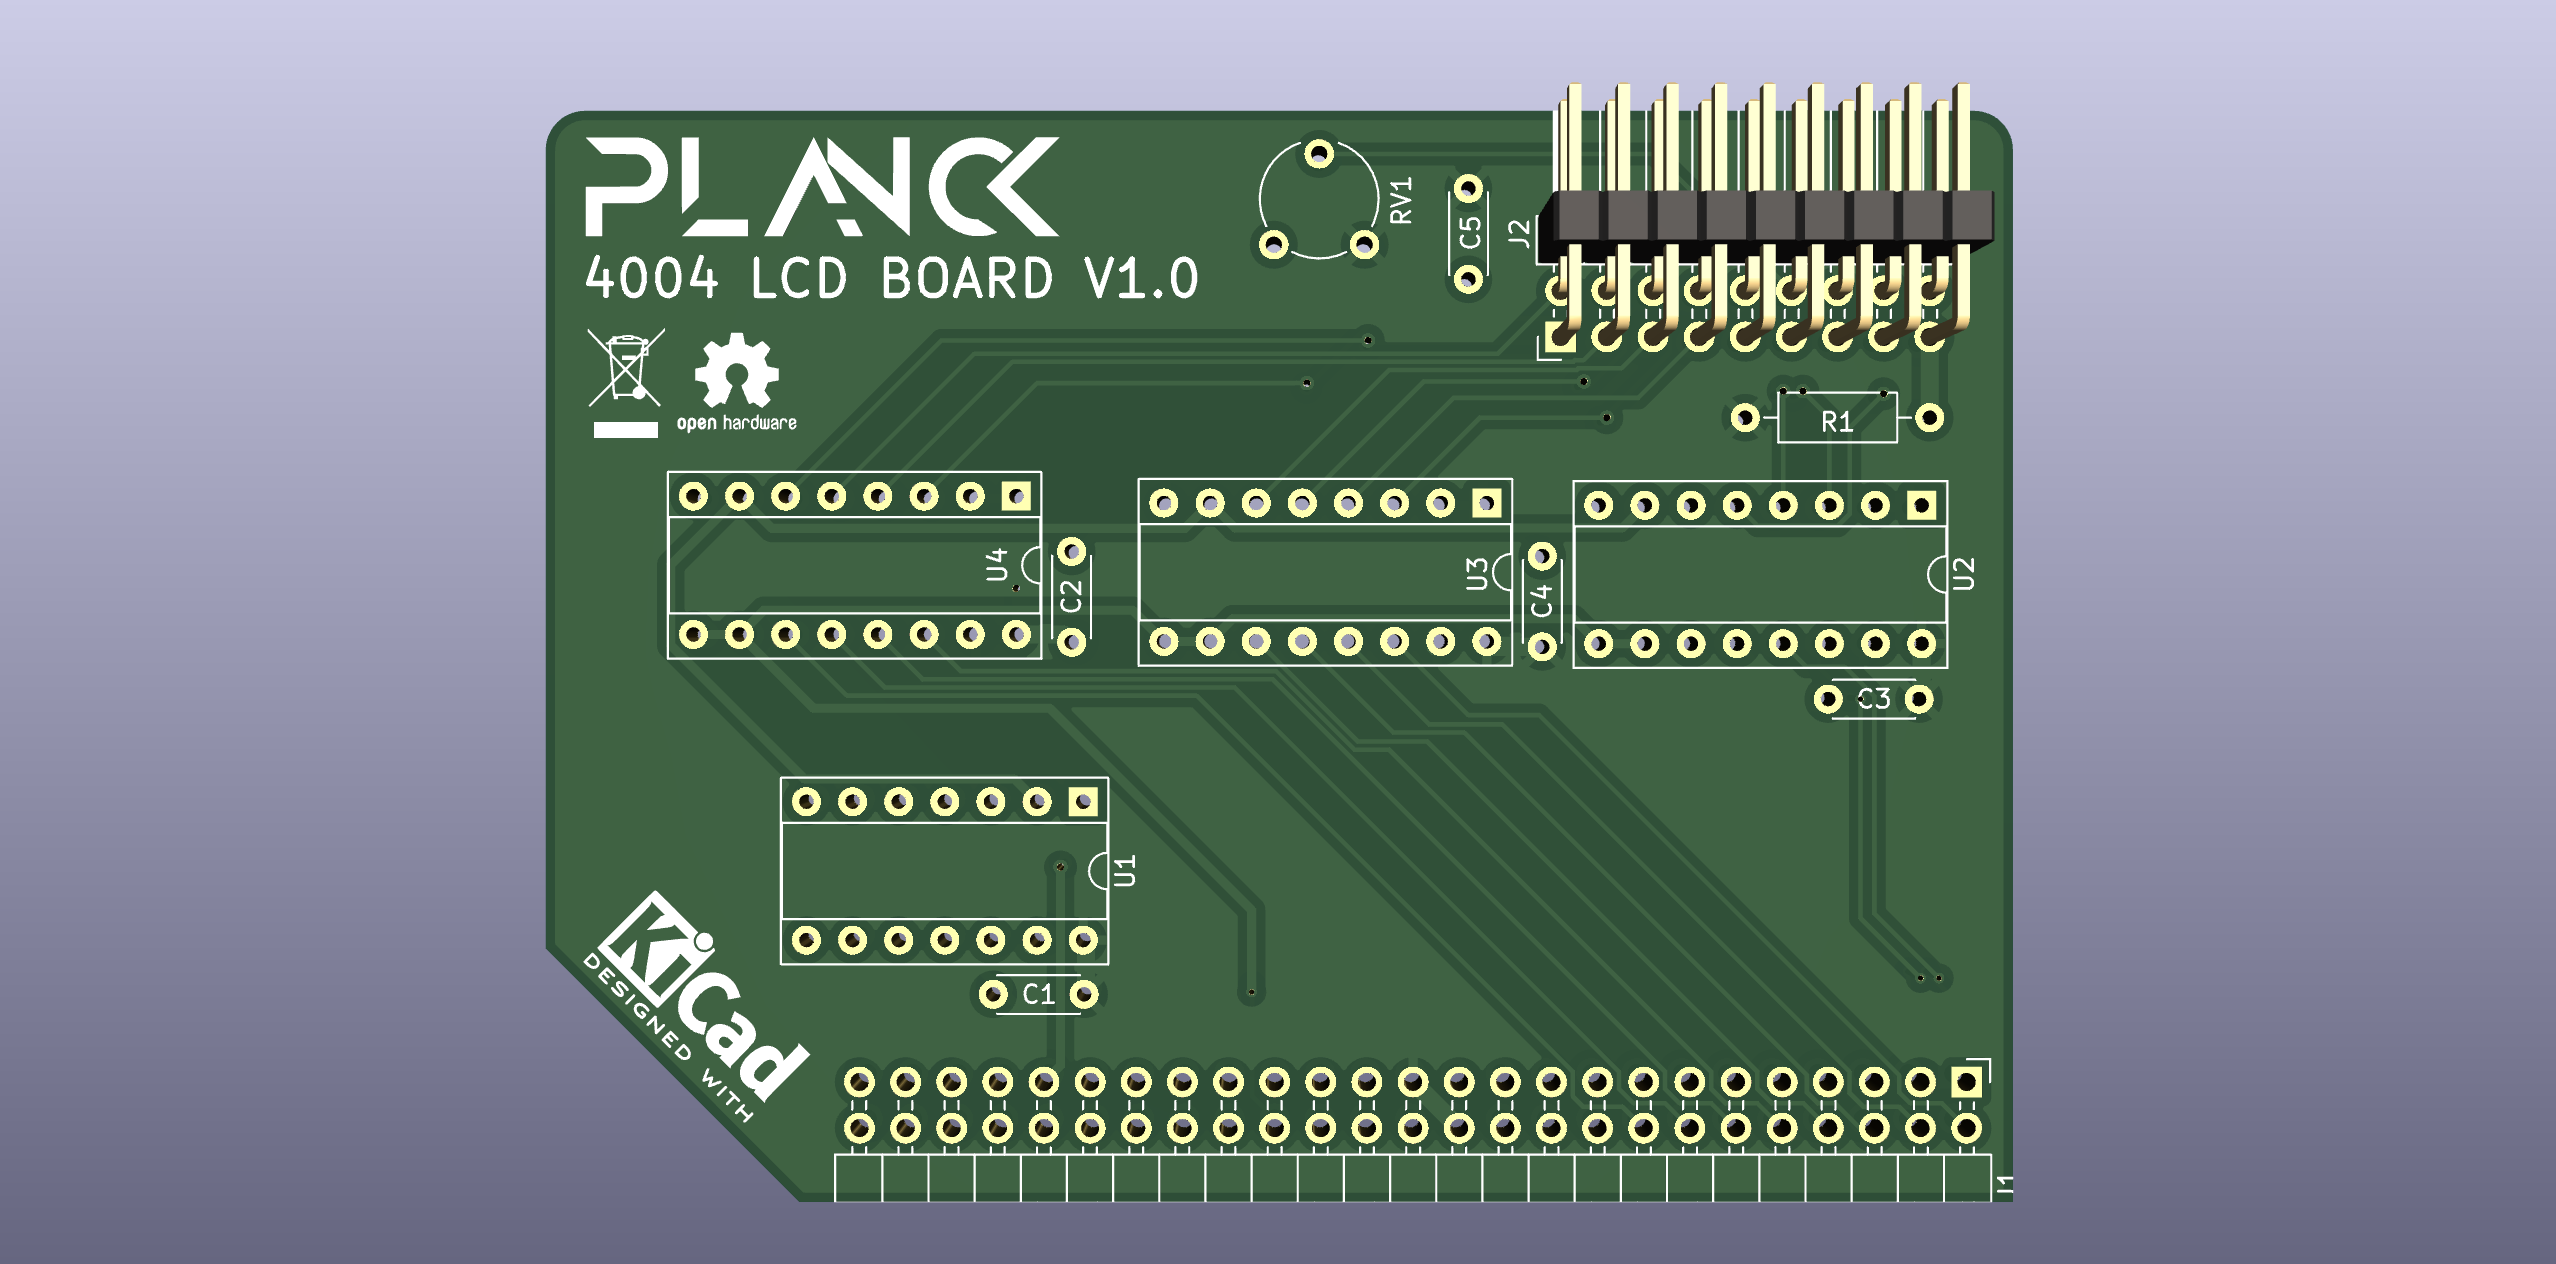 PLANCK
4004 LCD BOARD V1.0
open hardware
RV1
C5
J2
R1
U4
C2
U3
C4
U2
C3
U1
C1
KiCad
DESIGNED WITH
J1